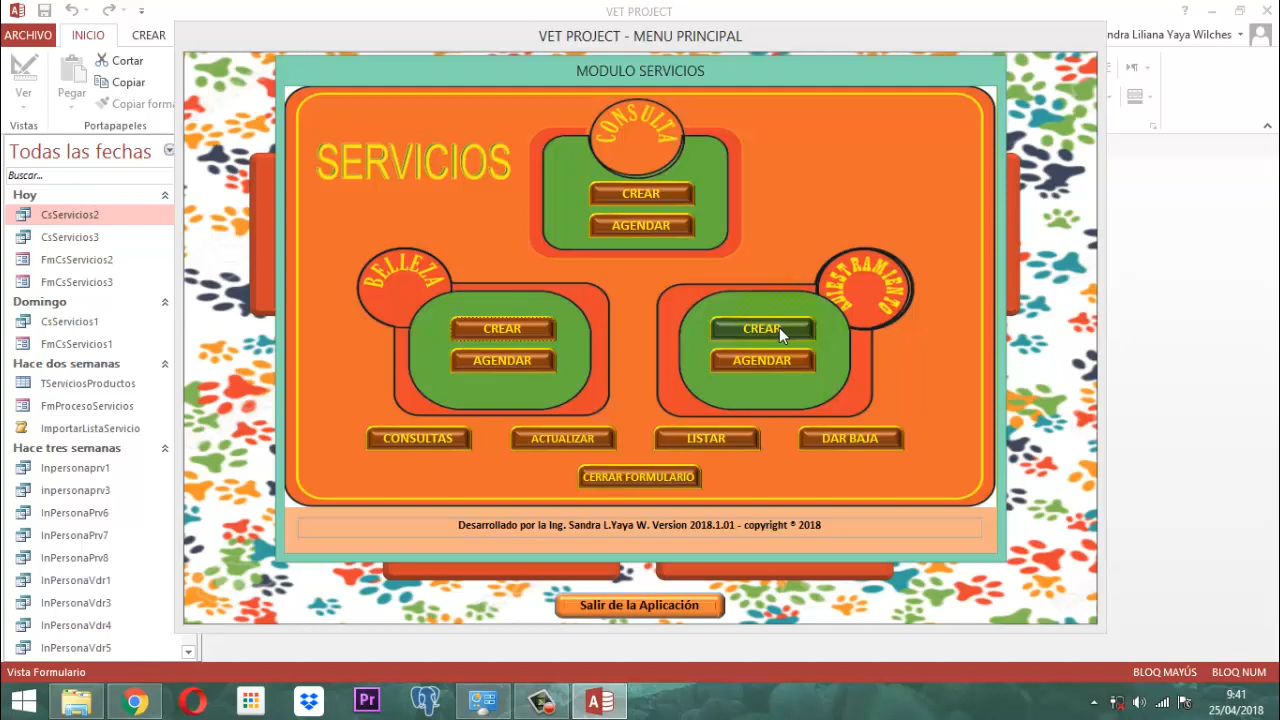 VET PROJECT
ARCHIVO
INICIO
CREAR
VET PROJECT - MENU PRINCIPAL
ndra Liliana Yaya Wilches
Ver
Pegar
Cortar
Copiar
Copiar forma
Vistas
Portapapeles
MODULO SERVICIOS
Todas las fechas
Buscar...
Hoy
CsServicios2
CsServicios3
FmCsServicios2
FmCsServicios3
Domingo
CsServicios1
FmCsServicios1
Hace dos semanas
TServiciosProductos
FmProcesoServicios
ImportarListaServicio
Hace tres semanas
Inpersonaprv1
inpersonaprv3
InPersonaPrv6
InPersonaPrv7
InPersonaPrv8
InPersonaVdr1
InPersonaVdr3
InPersonaVdr4
InPersonaVdr5
SERVICIOS
CONSULTA
CREAR
AGENDAR
BELLEZA
CREAR
AGENDAR
CREAR
AGENDAR
CONSULTAS
ACTUALIZAR
LISTAR
DAR BAJA
CERRAR FORMULARIO
Desarrollado por la Ing. Sandra L.Yaya W. Version 2018.1.01 - copyright ® 2018
Salir de la Aplicación
Vista Formulario
BLOQ MAYÚS
BLOQ NUM
Pr
9:41
25/04/2018